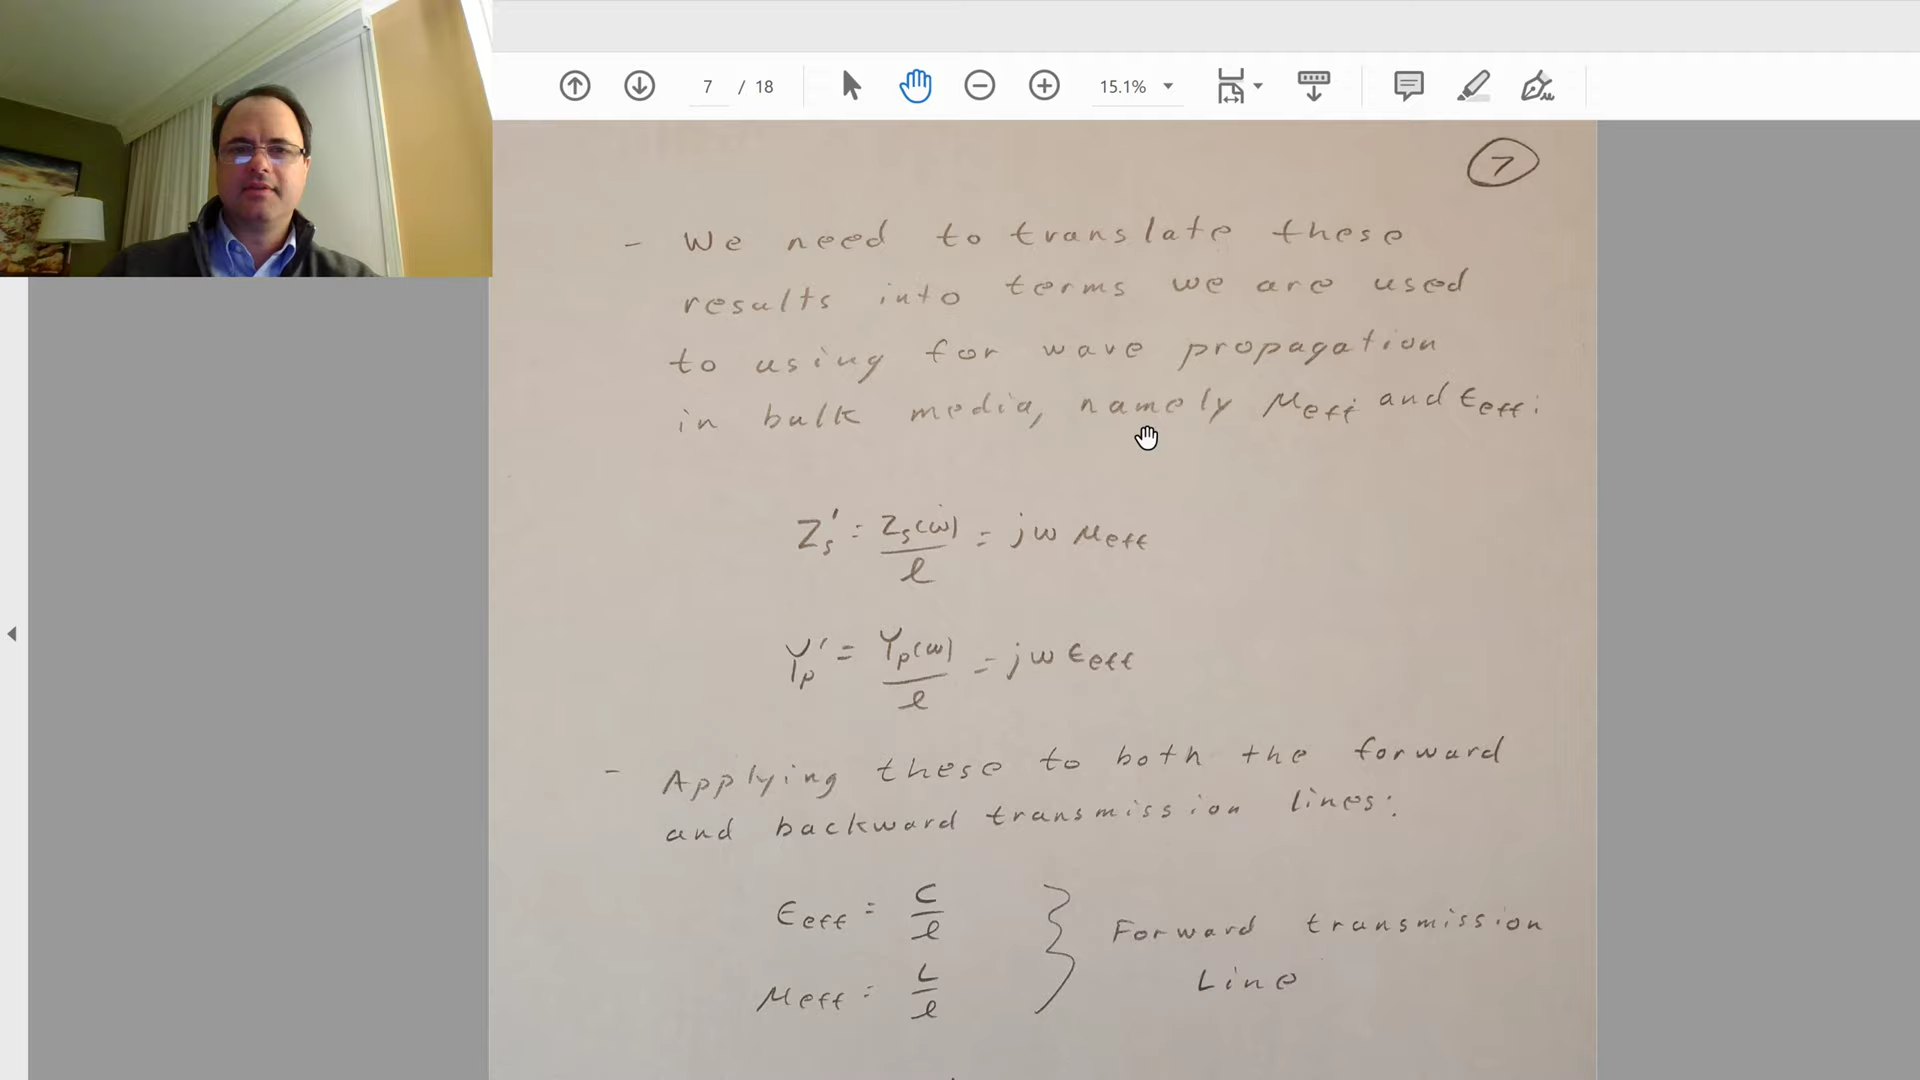 7 / 18
15.1%
7
- We need to translate these
results into terms we are used
to using for wave propagation
in bulk media, namely μeff and ϵeff:
Zs' = Zs(ω) / l = jω μeff
Yp' = Yp(ω) / l = jω ϵeff
- Applying these to both the forward
and backward transmission lines:
ϵeff = C / l
μeff = L / l
} Forward transmission
Line